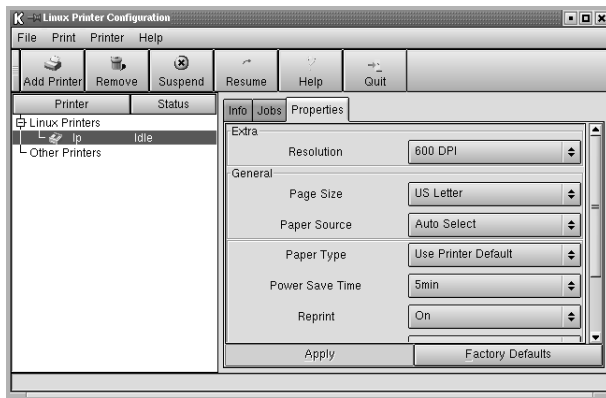 K Linux Printer Configuration
File Print Printer Help
Add Printer Remove Suspend Resume Help Quit
Printer Status
Linux Printers
lp Idle
Other Printers
Info Jobs Properties
Extra
Resolution 600 DPI
General
Page Size US Letter
Paper Source Auto Select
Paper Type Use Printer Default
Power Save Time 5min
Reprint On
Apply Factory Defaults